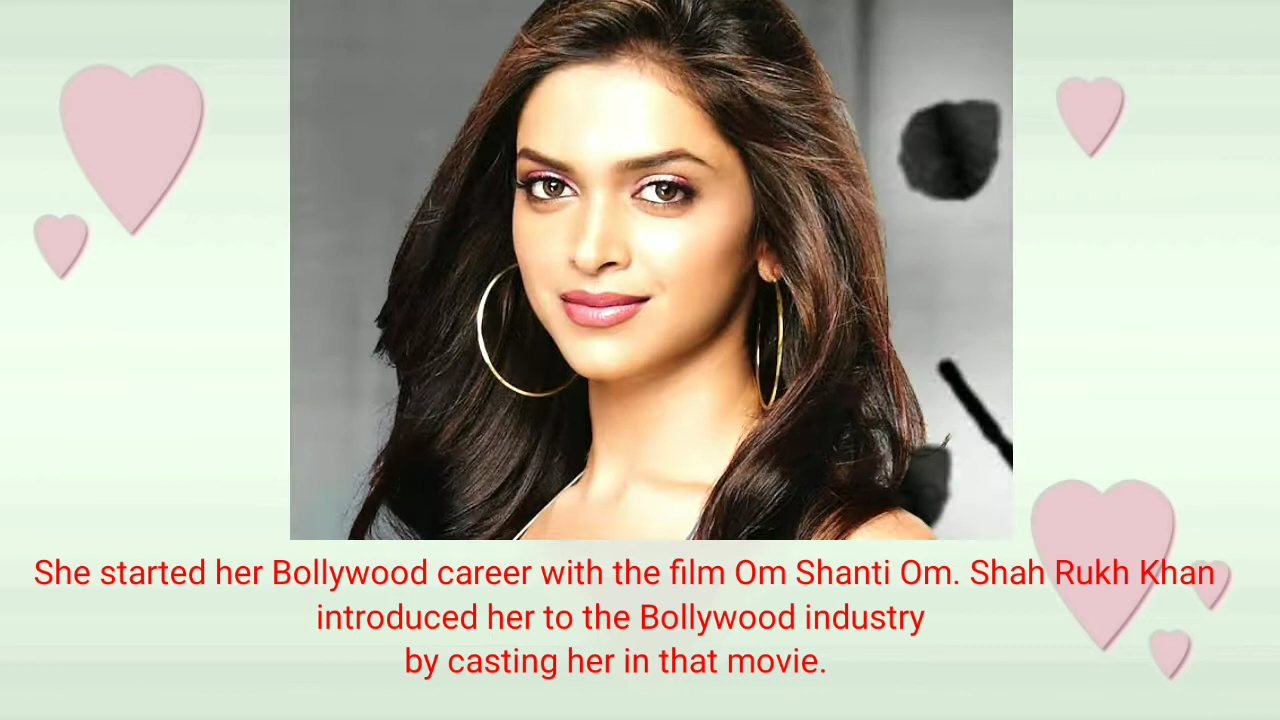 She started her Bollywood career with the film Om Shanti Om. Shah Rukh Khan
introduced her to the Bollywood industry
by casting her in that movie.